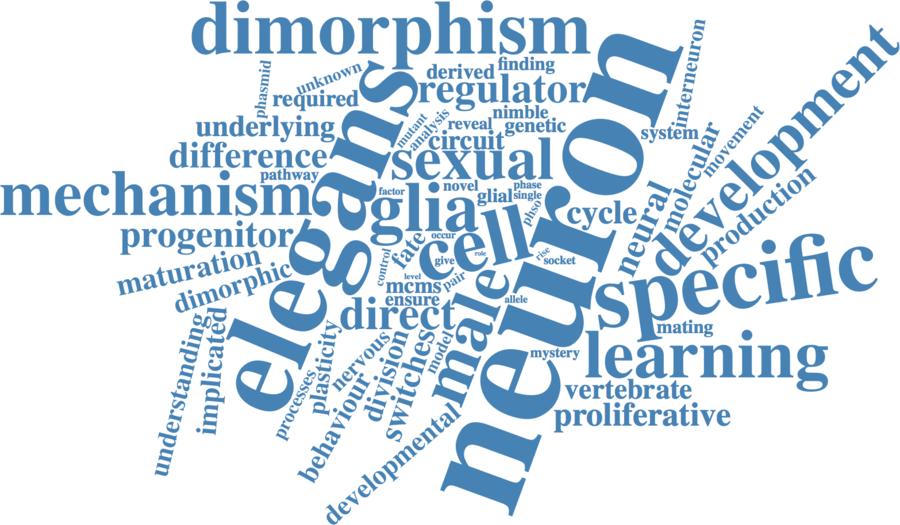 dimorphism
neuron
elegans
development
interneuron
finding
derived
unknown
phasmid
regulator
required
nimble
mutant
analysis
reveal
genetic
underlying
circuit
system
movement
difference
sexual
molecular
pathway
mechanism
factor
novel
phase
glial
single
phso
production
glia
cell
cycle
neural
progenitor
fate
occur
role
rise
socket
give
control
maturation
level
pair
specific
dimorphic
mcms
ensure
allele
direct
male
mating
understanding
implicated
learning
mystery
model
switches
division
nervous
plasticity
processes
behaviour
vertebrate
proliferative
developmental